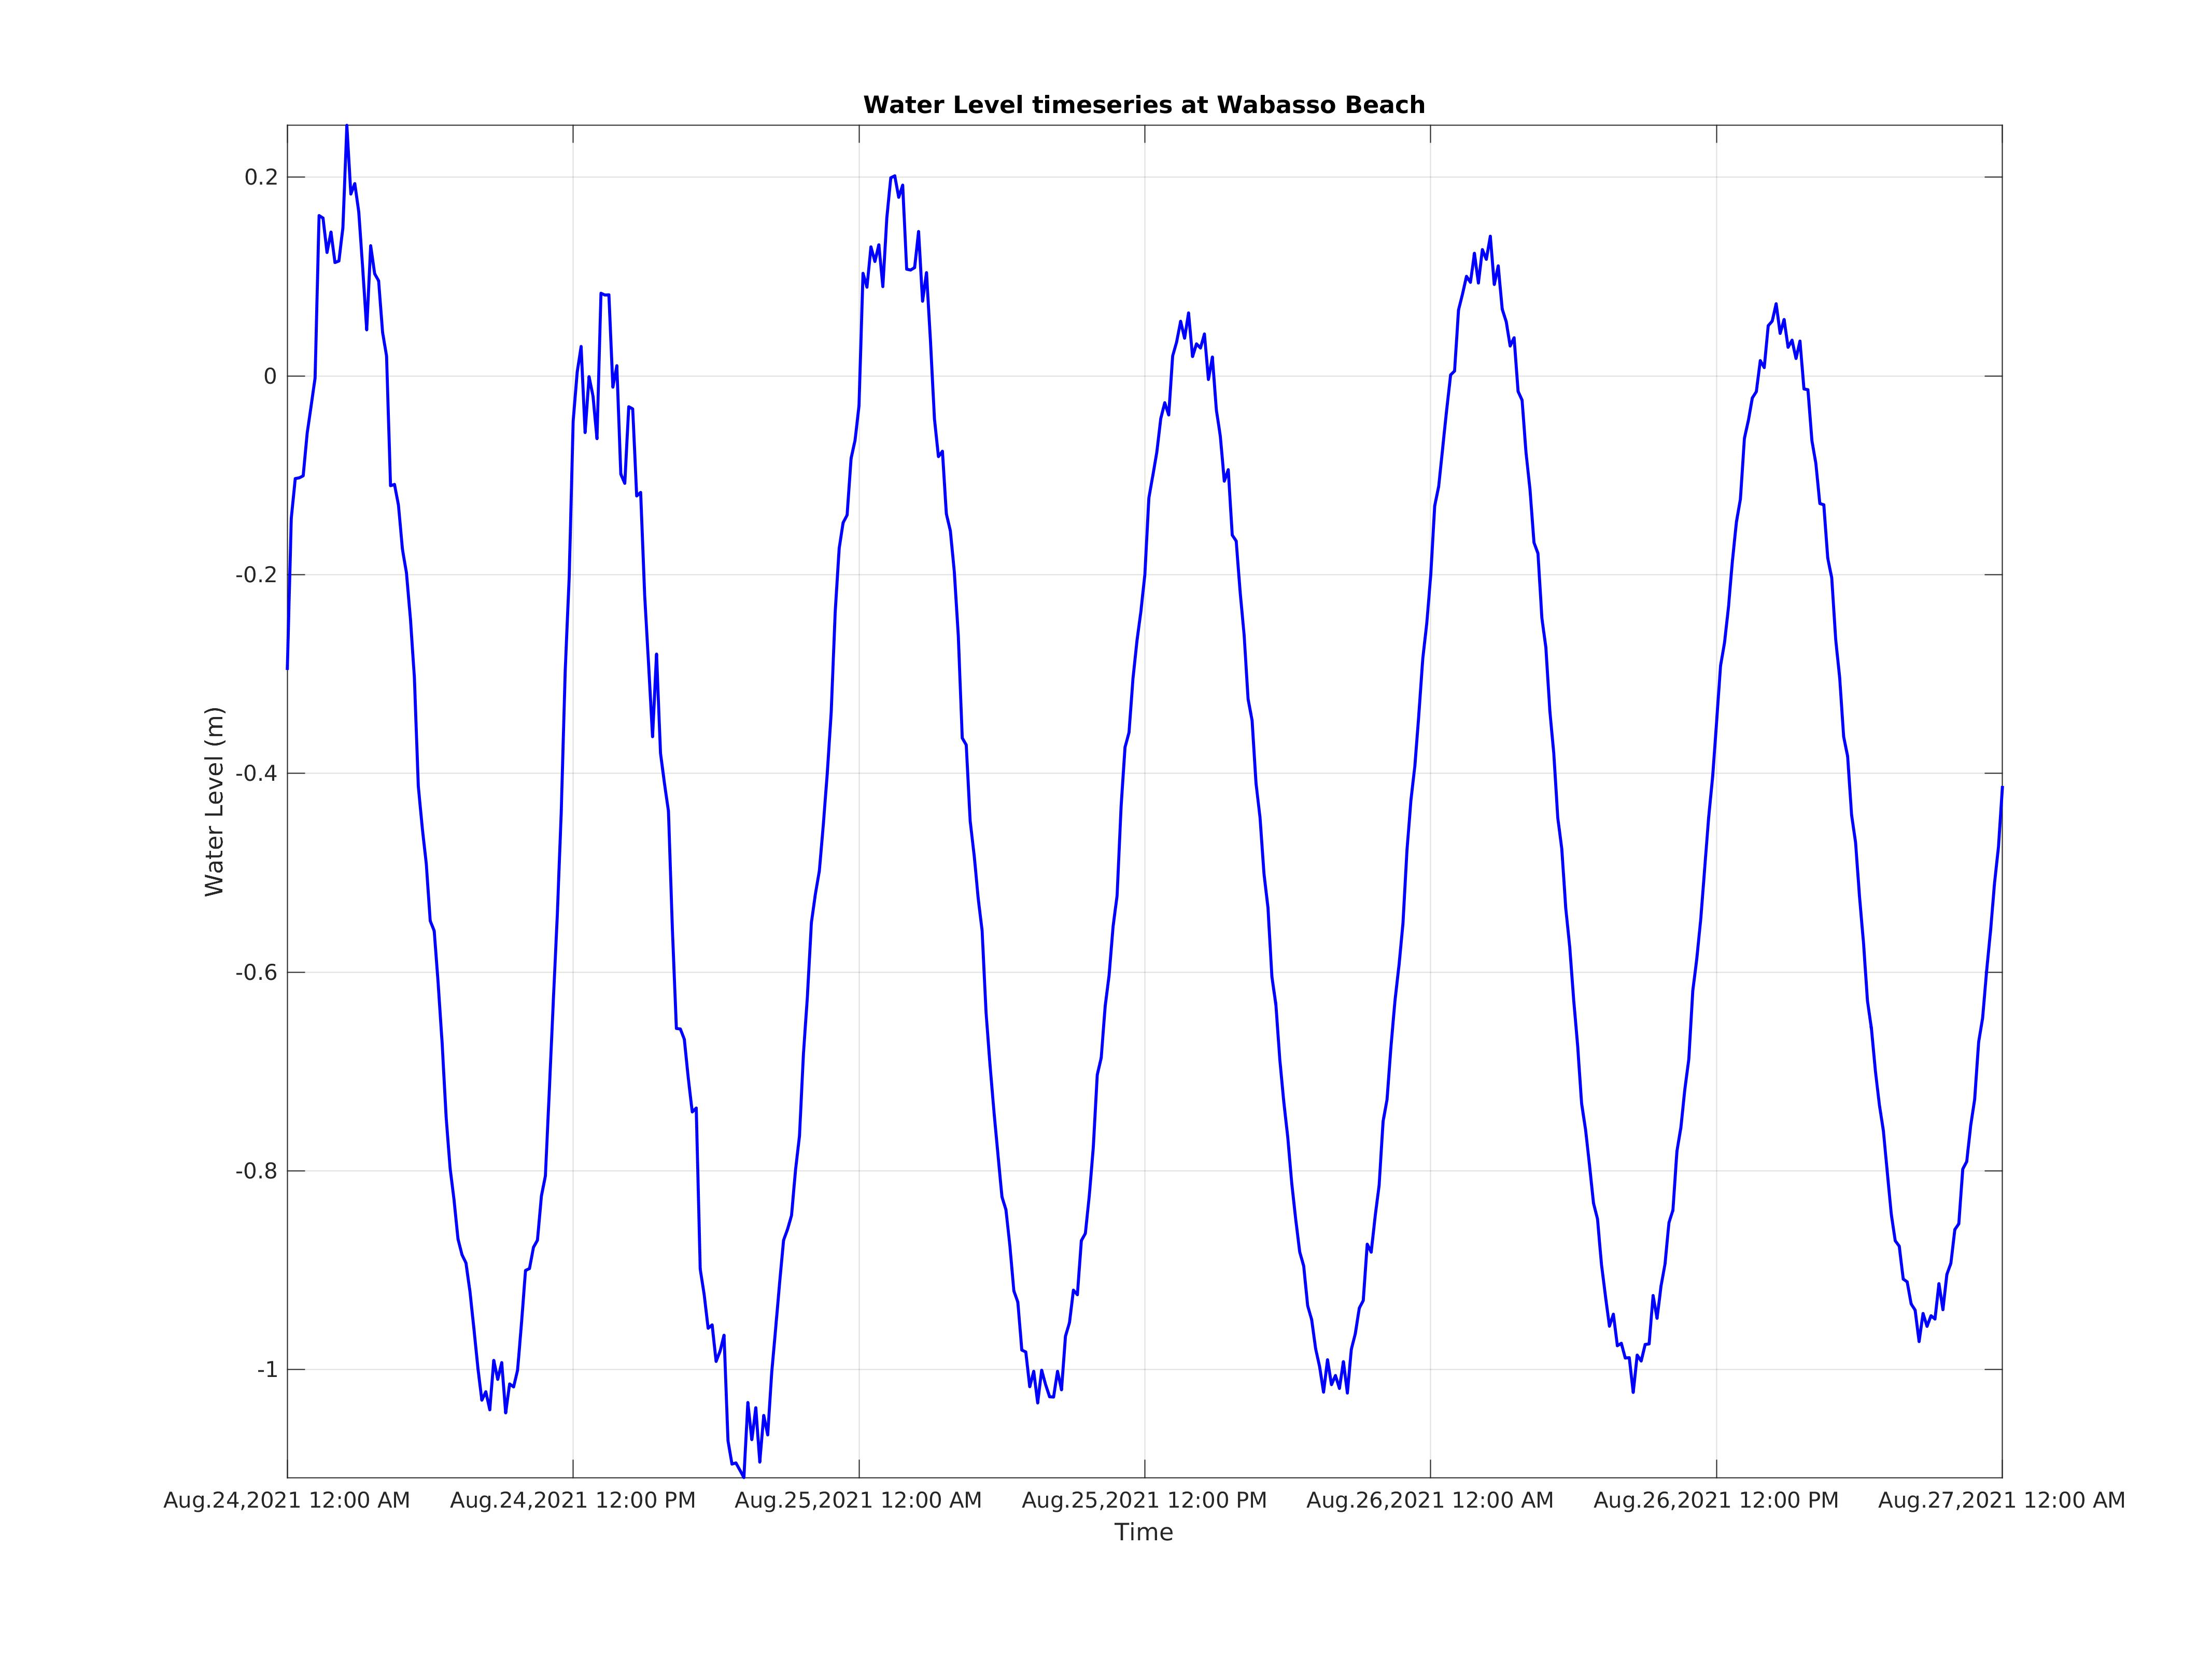 Water Level timeseries at Wabasso Beach
0.2
0
-0.2
-0.4
-0.6
-0.8
-1
Water Level (m)
Aug.24,2021 12:00 AM
Aug.24,2021 12:00 PM
Aug.25,2021 12:00 AM
Aug.25,2021 12:00 PM
Aug.26,2021 12:00 AM
Aug.26,2021 12:00 PM
Aug.27,2021 12:00 AM
Time